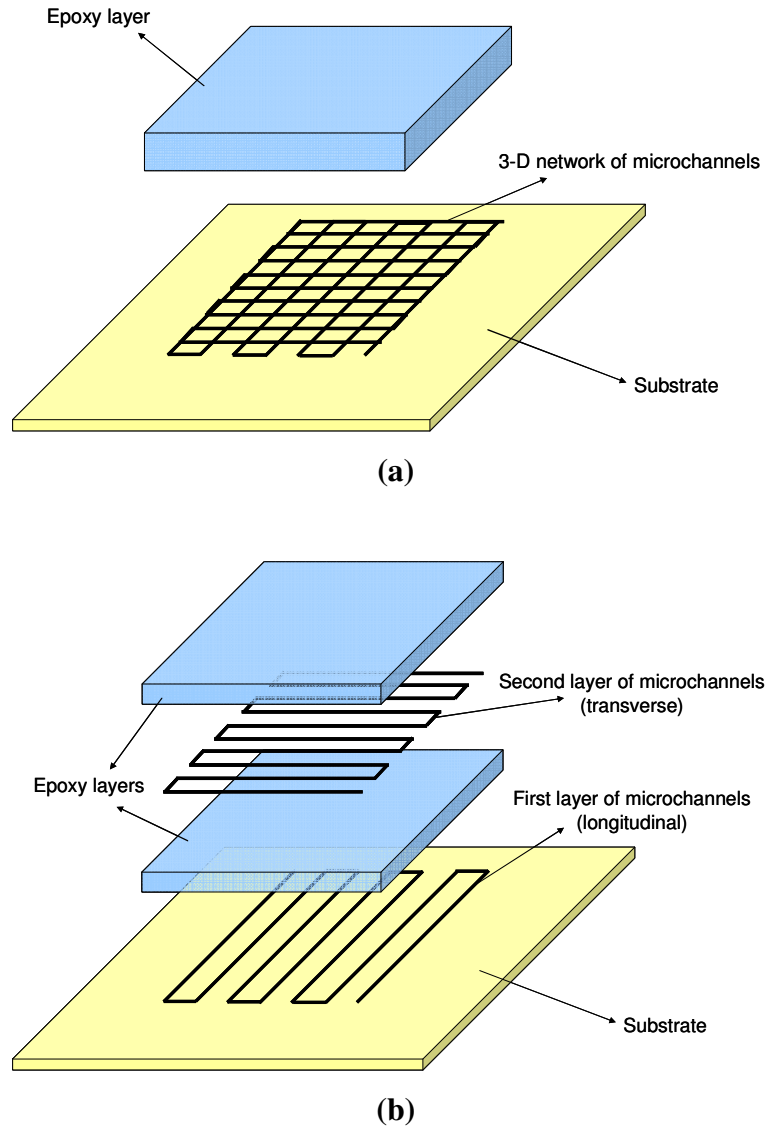 Epoxy layer
3-D network of microchannels
Substrate
(a)
Second layer of microchannels
(transverse)
Epoxy layers
First layer of microchannels
(longitudinal)
Substrate
(b)